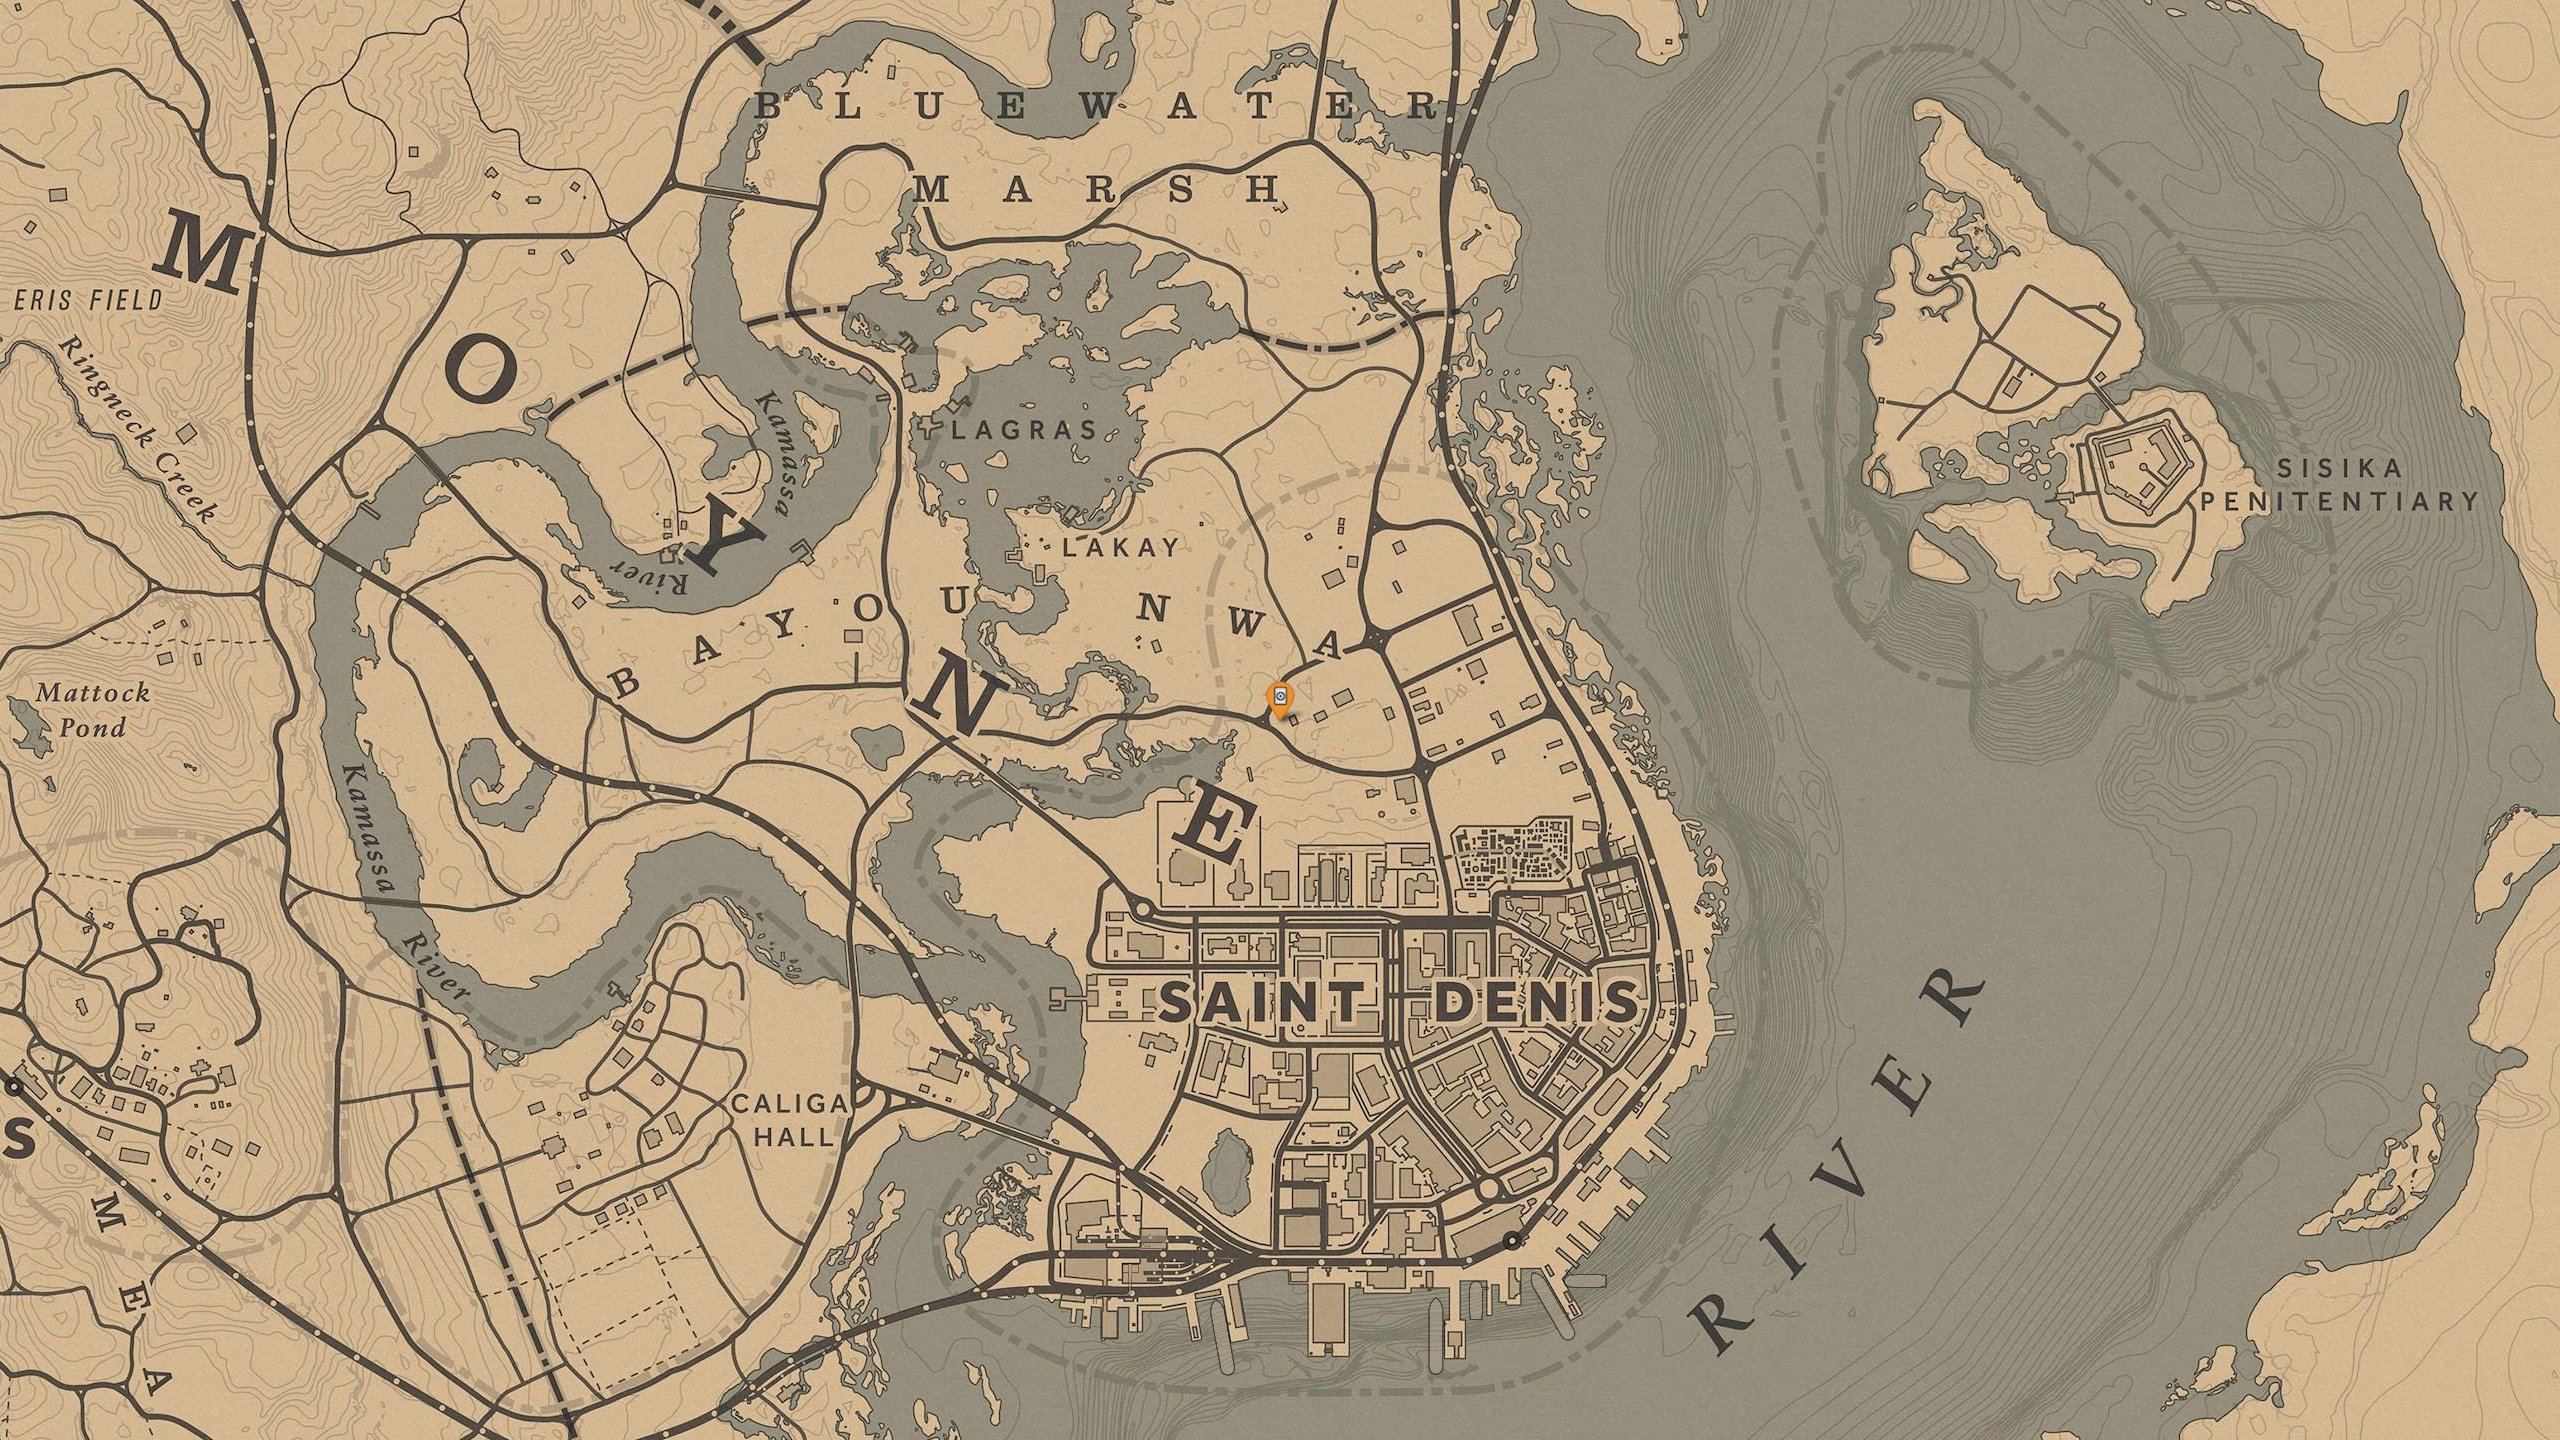 BLUEWATER
MARSH
LEMOYNE
ERIS FIELD
Ringneck Creek
Kamassa
River
LAGRAS
LAKAY
SISIKA
PENITENTIARY
BAYOU NWA
Mattock
Pond
Kamassa
River
SAINT DENIS
CALIGA
HALL
RIVER
S
MEA